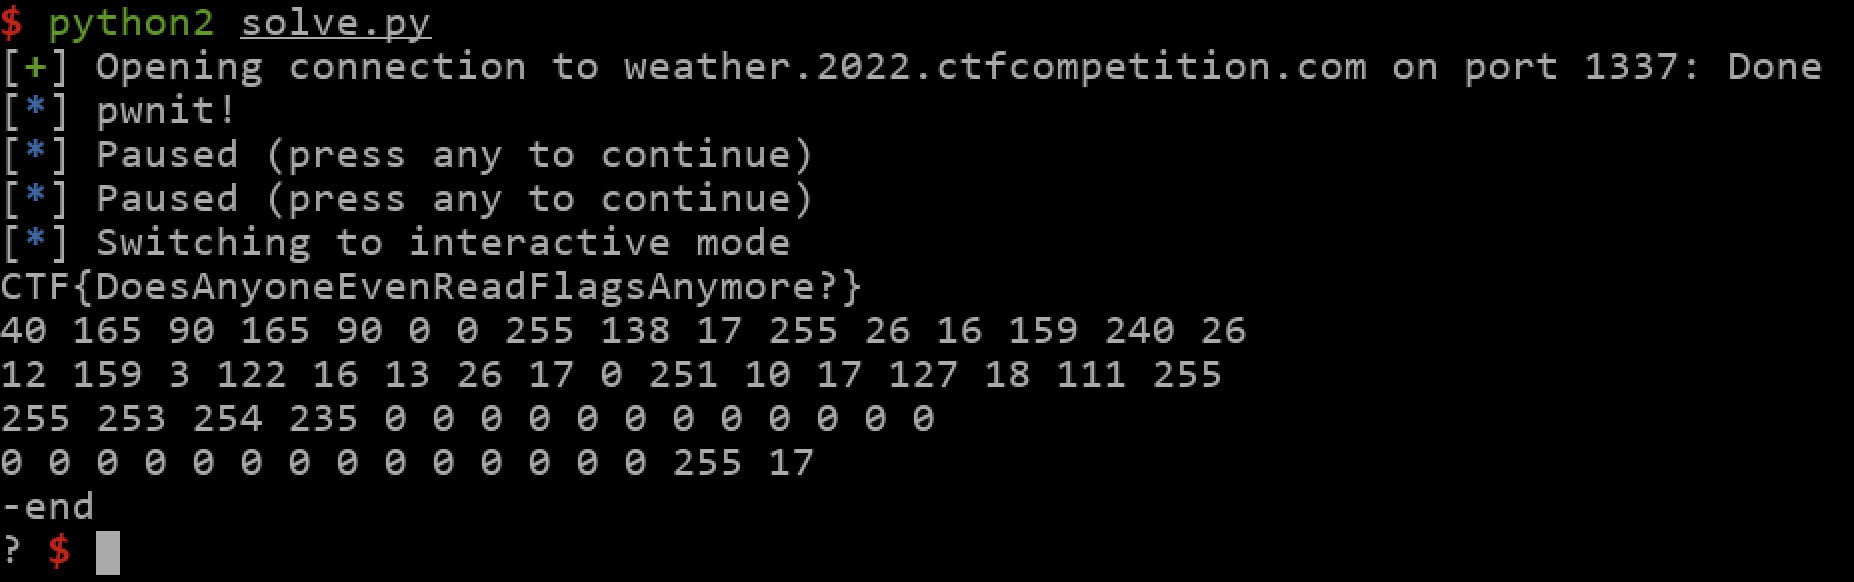 $ python2 solve.py
[+] Opening connection to weather.2022.ctfcompetition.com on port 1337: Done
[*] pwnit!
[*] Paused (press any to continue)
[*] Paused (press any to continue)
[*] Switching to interactive mode
CTF{DoesAnyoneEvenReadFlagsAnymore?}
40 165 90 165 90 0 0 255 138 17 255 26 16 159 240 26
12 159 3 122 16 13 26 17 0 251 10 17 127 18 111 255
255 253 254 235 0 0 0 0 0 0 0 0 0 0 0 0
0 0 0 0 0 0 0 0 0 0 0 0 0 0 255 17
-end
? $